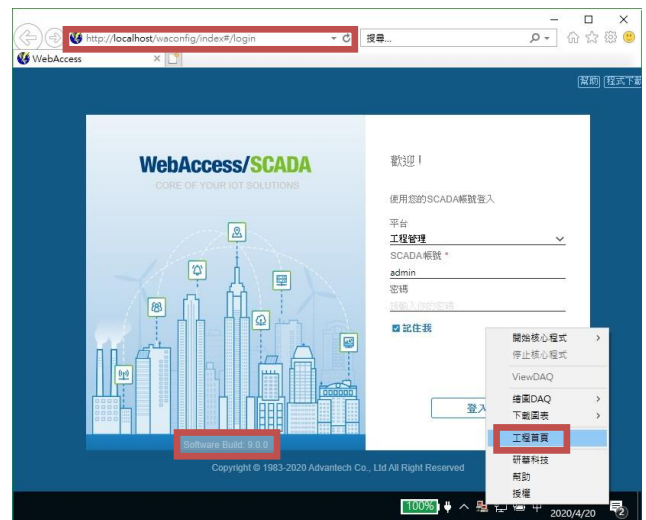 http://localhost/waconfig/index#/login
搜尋...
WebAccess
幫助 程式下載
WebAccess/SCADA
CORE OF YOUR IOT SOLUTIONS
歡迎！
使用您的SCADA帳號登入
平台
工程管理
SCADA帳號 *
admin
密碼
請輸入你的密碼
記住我
登入
Software Build: 9.0.0
Copyright © 1983-2020 Advantech Co., Ltd All Right Reserved
開始核心程式
停止核心程式
ViewDAQ
繪圖DAQ
下載圖表
工程首頁
研華科技
幫助
授權
100%
中
2020/4/20
2